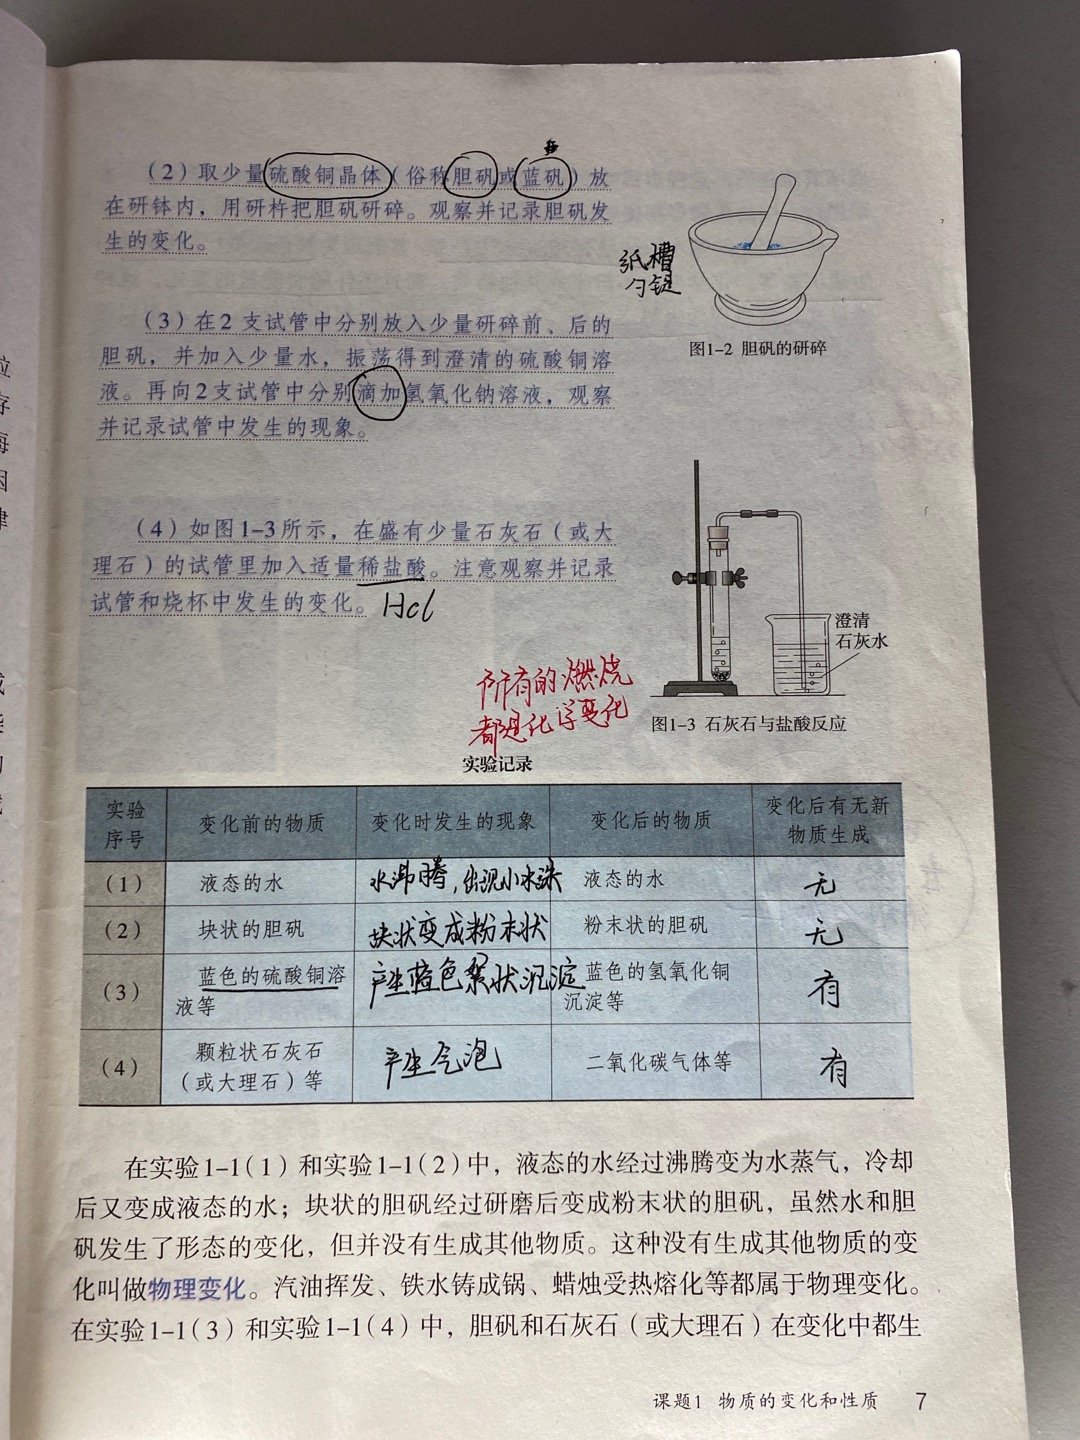 （2）取少量硫酸铜晶体（俗称胆矾或蓝矾）放
在研钵内，用研杵把胆矾研碎。观察并记录胆矾发
生的变化。
纸槽
图1-2 胆矾的研碎
（3）在2 支试管中分别放入少量研碎前、后的
胆矾，并加入少量水，振荡得到澄清的硫酸铜溶
液。再向2支试管中分别滴加氢氧化钠溶液，观察
并记录试管中发生的现象。
（4）如图1-3所示，在盛有少量石灰石（或大
理石）的试管里加入适量稀盐酸。注意观察并记录
试管和烧杯中发生的变化。
HCl
澄清
石灰水
图1-3 石灰石与盐酸反应
所有的燃烧
都是化学变化
实验记录
实验序号 变化前的物质 变化时发生的现象 变化后的物质 变化后有无新物质生成
（1） 液态的水 水沸腾，出现小水珠 液态的水 无
（2） 块状的胆矾 块状变成粉末状 粉末状的胆矾 无
（3） 蓝色的硫酸铜溶液等 产生蓝色絮状沉淀 蓝色的氢氧化铜沉淀等 有
（4） 颗粒状石灰石（或大理石）等 产生气泡 二氧化碳气体等 有
在实验1-1（1）和实验1-1（2）中，液态的水经过沸腾变为水蒸气，冷却
后又变成液态的水；块状的胆矾经过研磨后变成粉末状的胆矾，虽然水和胆
矾发生了形态的变化，但并没有生成其他物质。这种没有生成其他物质的变
化叫做物理变化。汽油挥发、铁水铸成锅、蜡烛受热熔化等都属于物理变化。
在实验1-1（3）和实验1-1（4）中，胆矾和石灰石（或大理石）在变化中都生
课题1 物质的变化和性质 7